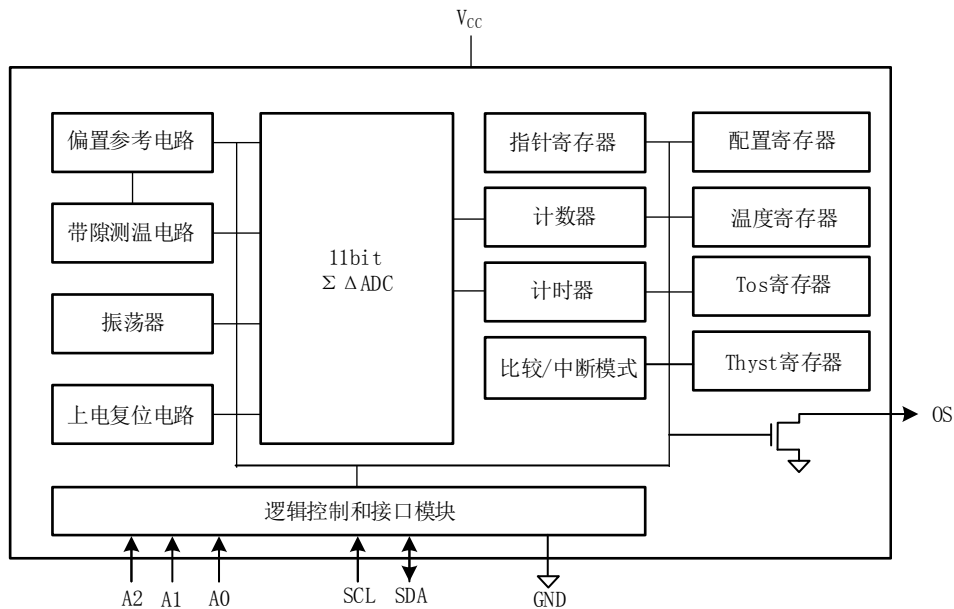 VCC
偏置参考电路
带隙测温电路
振荡器
上电复位电路
11bit
ΣΔADC
指针寄存器
计数器
计时器
比较/中断模式
配置寄存器
温度寄存器
Tos寄存器
Thyst寄存器
OS
逻辑控制和接口模块
A2
A1
A0
SCL
SDA
GND